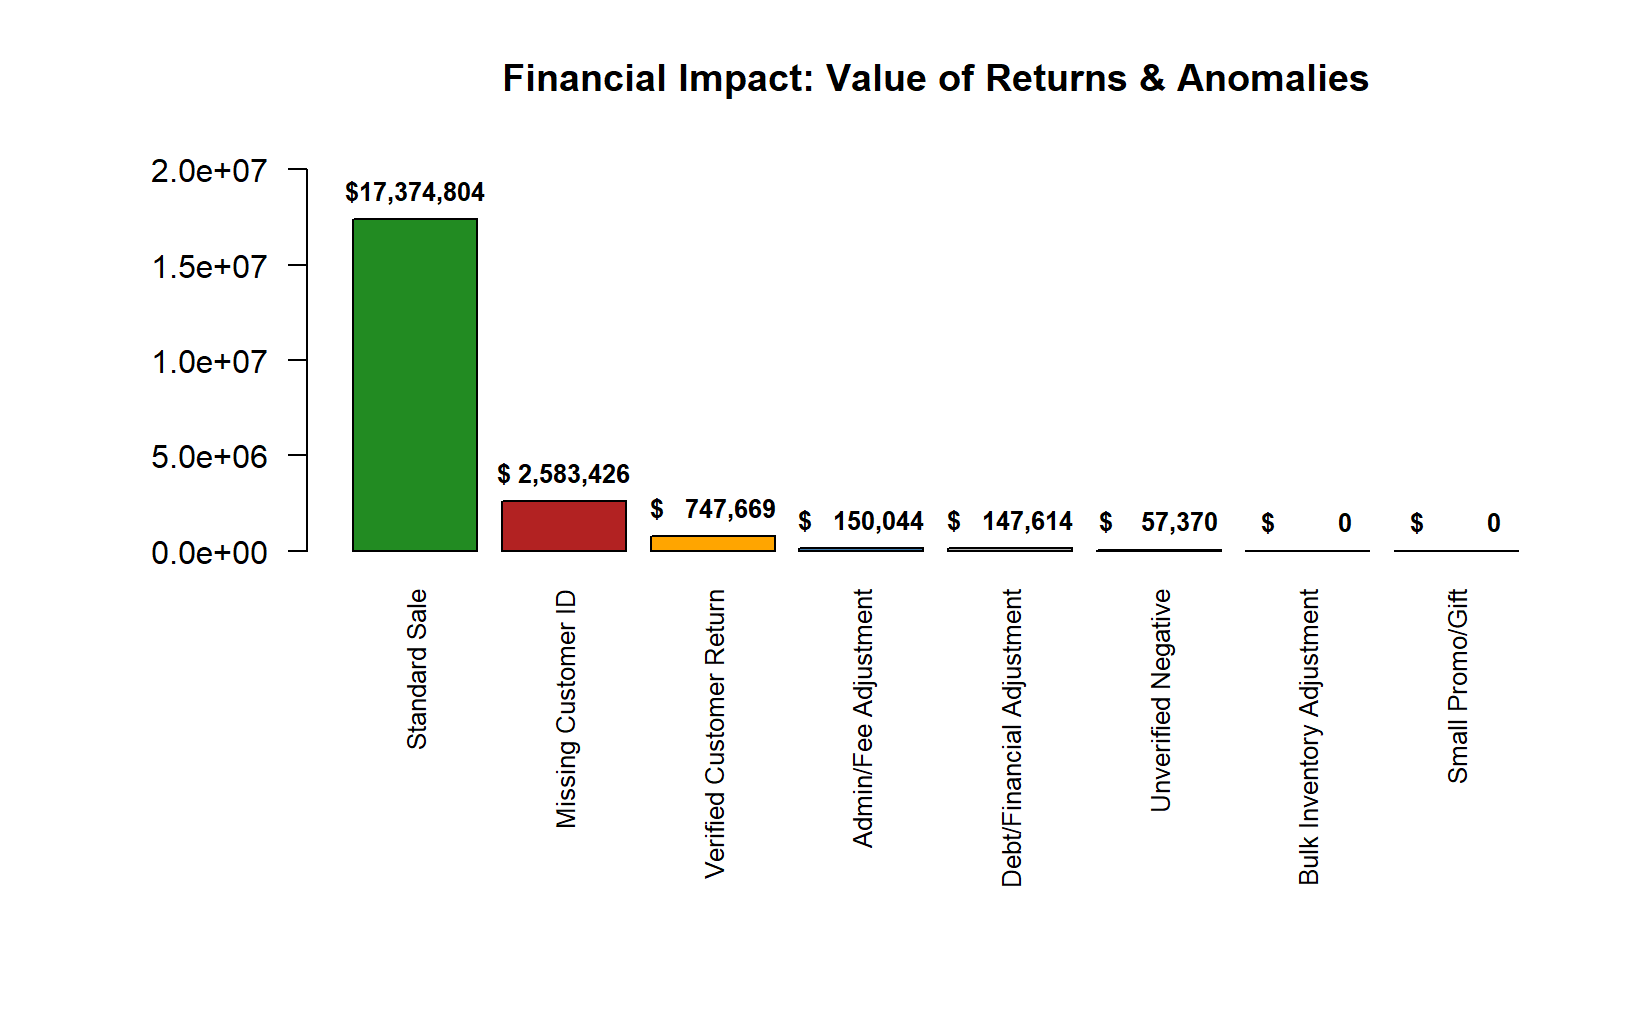 Financial Impact: Value of Returns & Anomalies
2.0e+07
1.5e+07
1.0e+07
5.0e+06
0.0e+00
$17,374,804
$ 2,583,426
$   747,669
$   150,044
$   147,614
$    57,370
$         0
$         0
Standard Sale
Missing Customer ID
Verified Customer Return
Admin/Fee Adjustment
Debt/Financial Adjustment
Unverified Negative
Bulk Inventory Adjustment
Small Promo/Gift